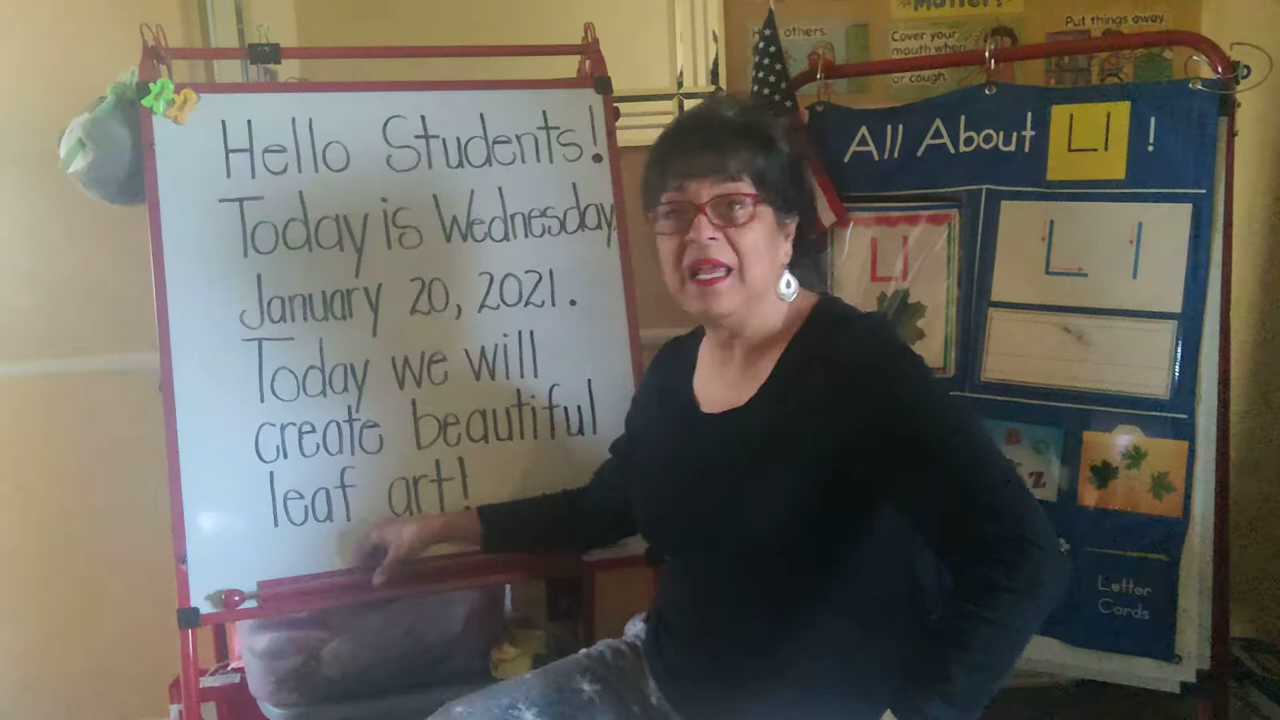 Hello Students!
Today is Wednesday
January 20, 2021.
Today we will
create beautiful
leaf art!
Matter!
others.
Cover your
mouth when
or cough.
Put things away.
All About Ll !
Ll
L l
B
Z
Letter
Cards